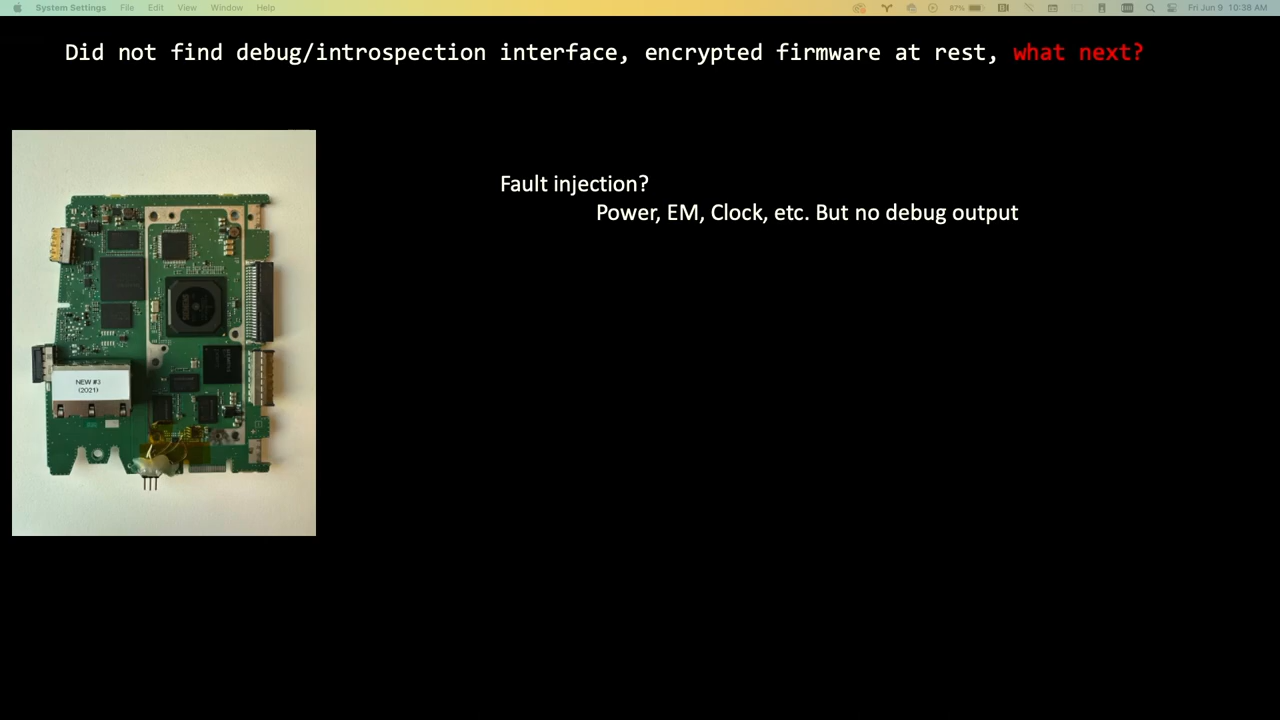 System Settings File Edit View Window Help 87% Fri Jun 9 10:38 AM
Did not find debug/introspection interface, encrypted firmware at rest, what next?
Fault injection?
Power, EM, Clock, etc. But no debug output
NEW #3
(2021)